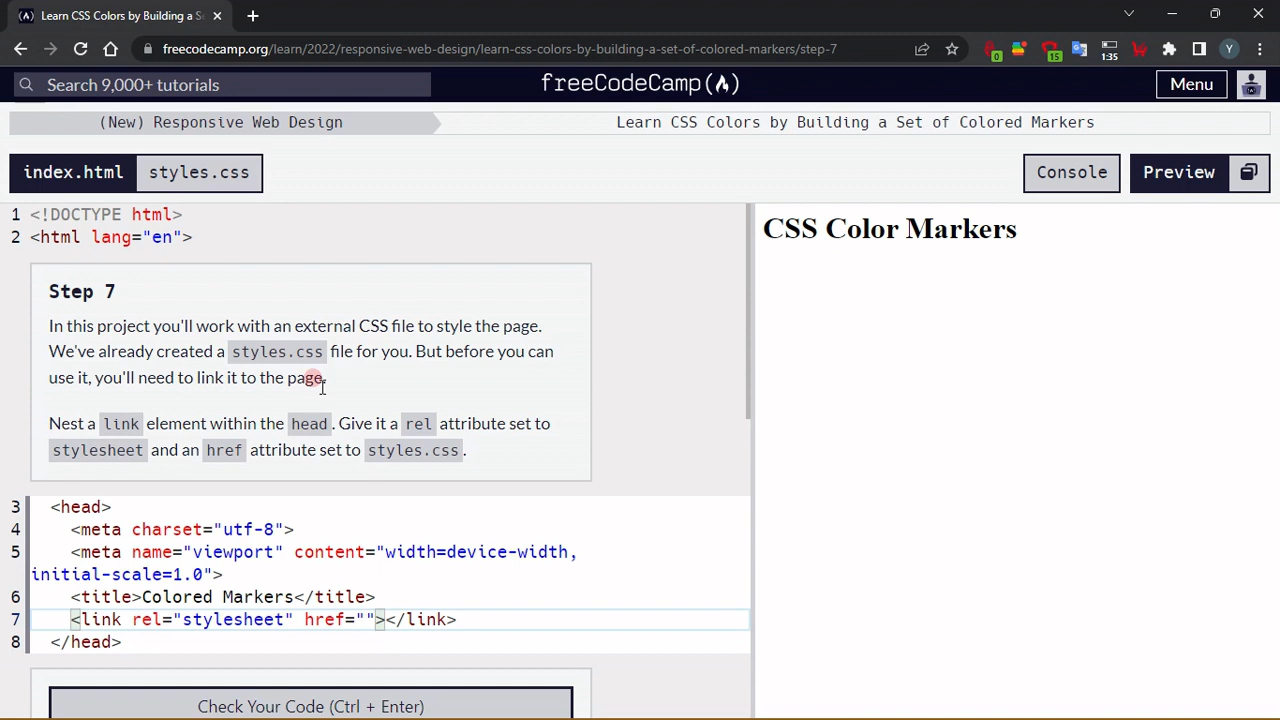 Learn CSS Colors by Building a Se
freecodecamp.org/learn/2022/responsive-web-design/learn-css-colors-by-building-a-set-of-colored-markers/step-7
0
15
1:35
Y
Search 9,000+ tutorials
freeCodeCamp
Menu
(New) Responsive Web Design
Learn CSS Colors by Building a Set of Colored Markers
index.html
styles.css
Console
Preview
1 <!DOCTYPE html>
2 <html lang="en">
CSS Color Markers
Step 7
In this project you'll work with an external CSS file to style the page.
We've already created a styles.css file for you. But before you can
use it, you'll need to link it to the page.
Nest a link element within the head. Give it a rel attribute set to
stylesheet and an href attribute set to styles.css.
3 <head>
4 <meta charset="utf-8">
5 <meta name="viewport" content="width=device-width,
initial-scale=1.0">
6 <title>Colored Markers</title>
7 <link rel="stylesheet" href=""></link>
8 </head>
Check Your Code (Ctrl + Enter)